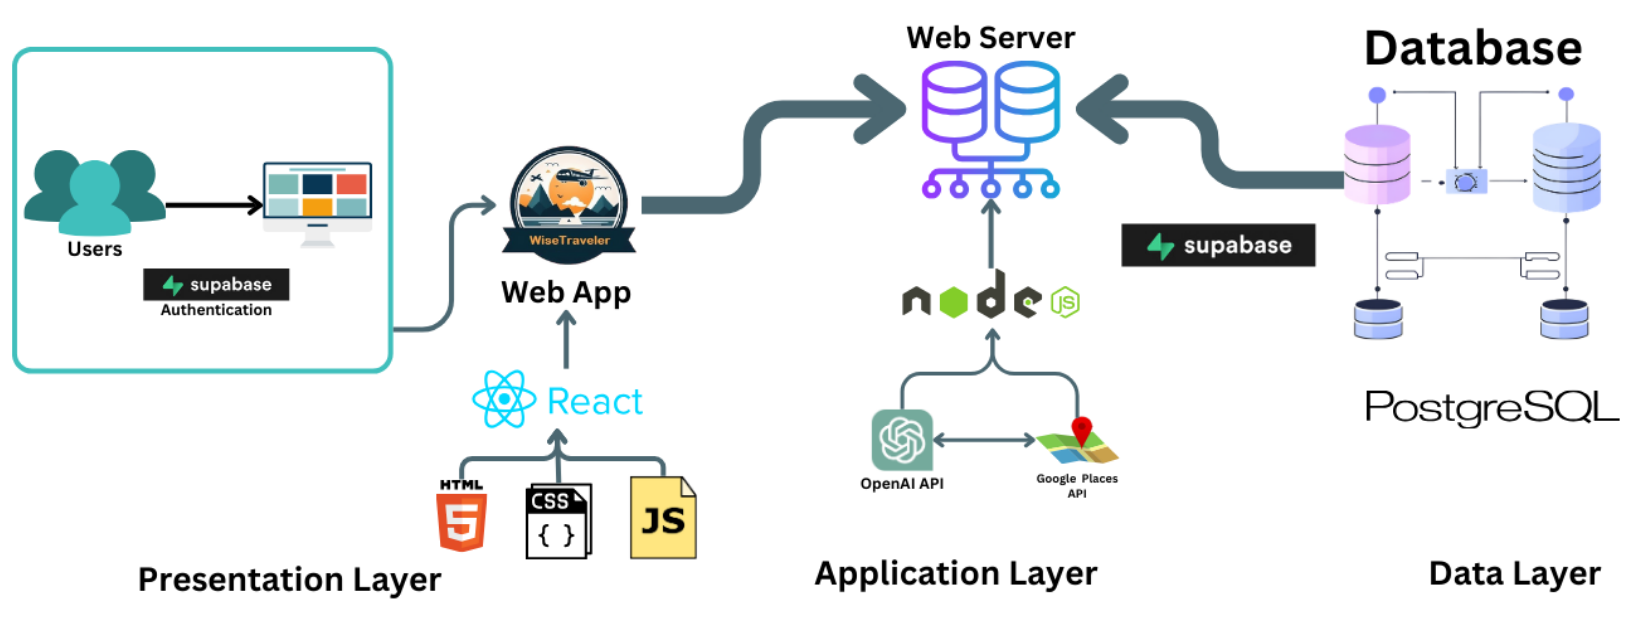 Users
supabase
Authentication
WiseTraveler
Web App
React
HTML
5
CSS
{ }
JS
Presentation Layer
Web Server
node
JS
OpenAI API
Google Places
API
Application Layer
supabase
Database
PostgreSQL
Data Layer